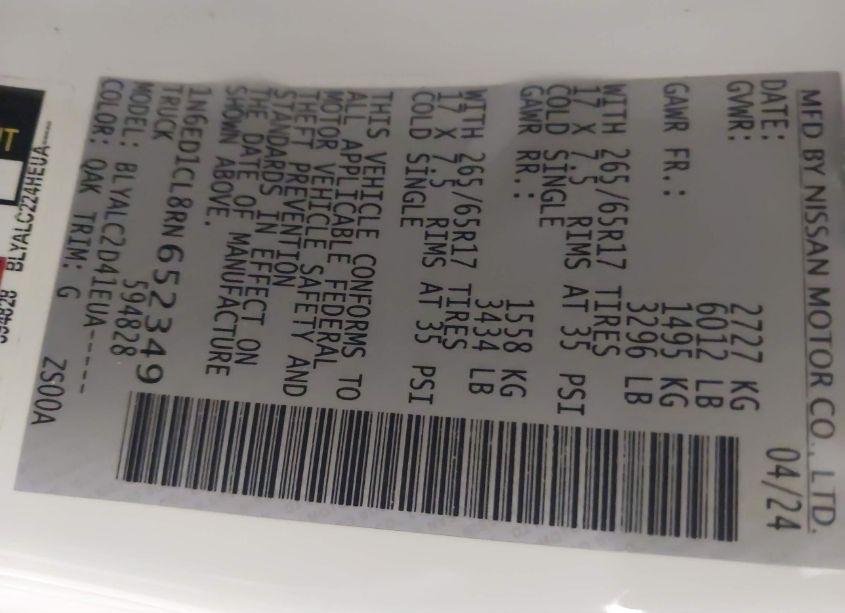 MFD BY NISSAN MOTOR CO., LTD.
DATE: 04/24
GVWR: 2727 KG
6012 LB
GAWR FR.: 1495 KG
3296 LB
WITH 265/65R17 TIRES
17 X 7.5 RIMS AT 35 PSI
COLD SINGLE
GAWR RR.: 1558 KG
3434 LB
WITH 265/65R17 TIRES
17 X 7.5 RIMS AT 35 PSI
COLD SINGLE
THIS VEHICLE CONFORMS TO
ALL APPLICABLE FEDERAL
MOTOR VEHICLE SAFETY AND
THEFT PREVENTION
STANDARDS IN EFFECT ON
THE DATE OF MANUFACTURE
SHOWN ABOVE.
1N6ED1CL8RN652349
TRUCK 594828
MODEL: BLYALC2D41EUA-----
COLOR: QAK TRIM: G ZS00A
BLYALC224HEUA----
594828